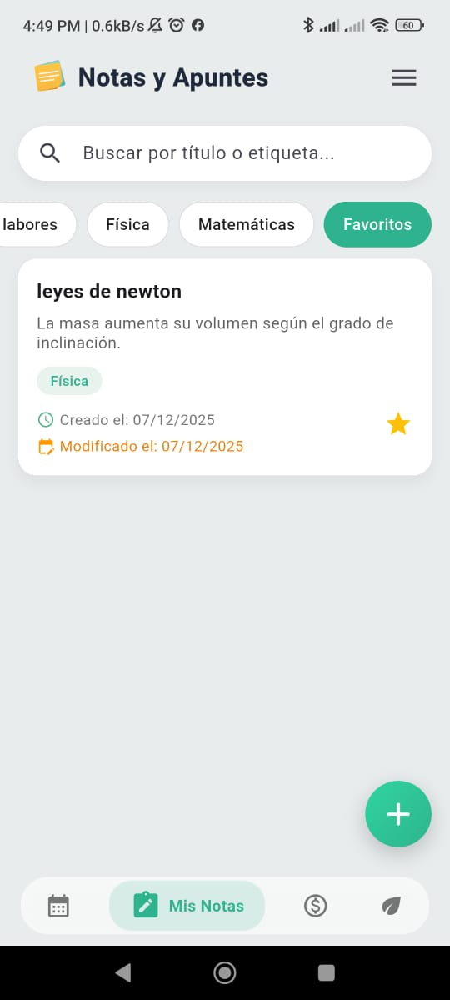 4:49 PM | 0.6kB/s
60
Notas y Apuntes
Buscar por título o etiqueta...
labores
Física
Matemáticas
Favoritos
leyes de newton
La masa aumenta su volumen según el grado de
inclinación.
Física
Creado el: 07/12/2025
Modificado el: 07/12/2025
Mis Notas